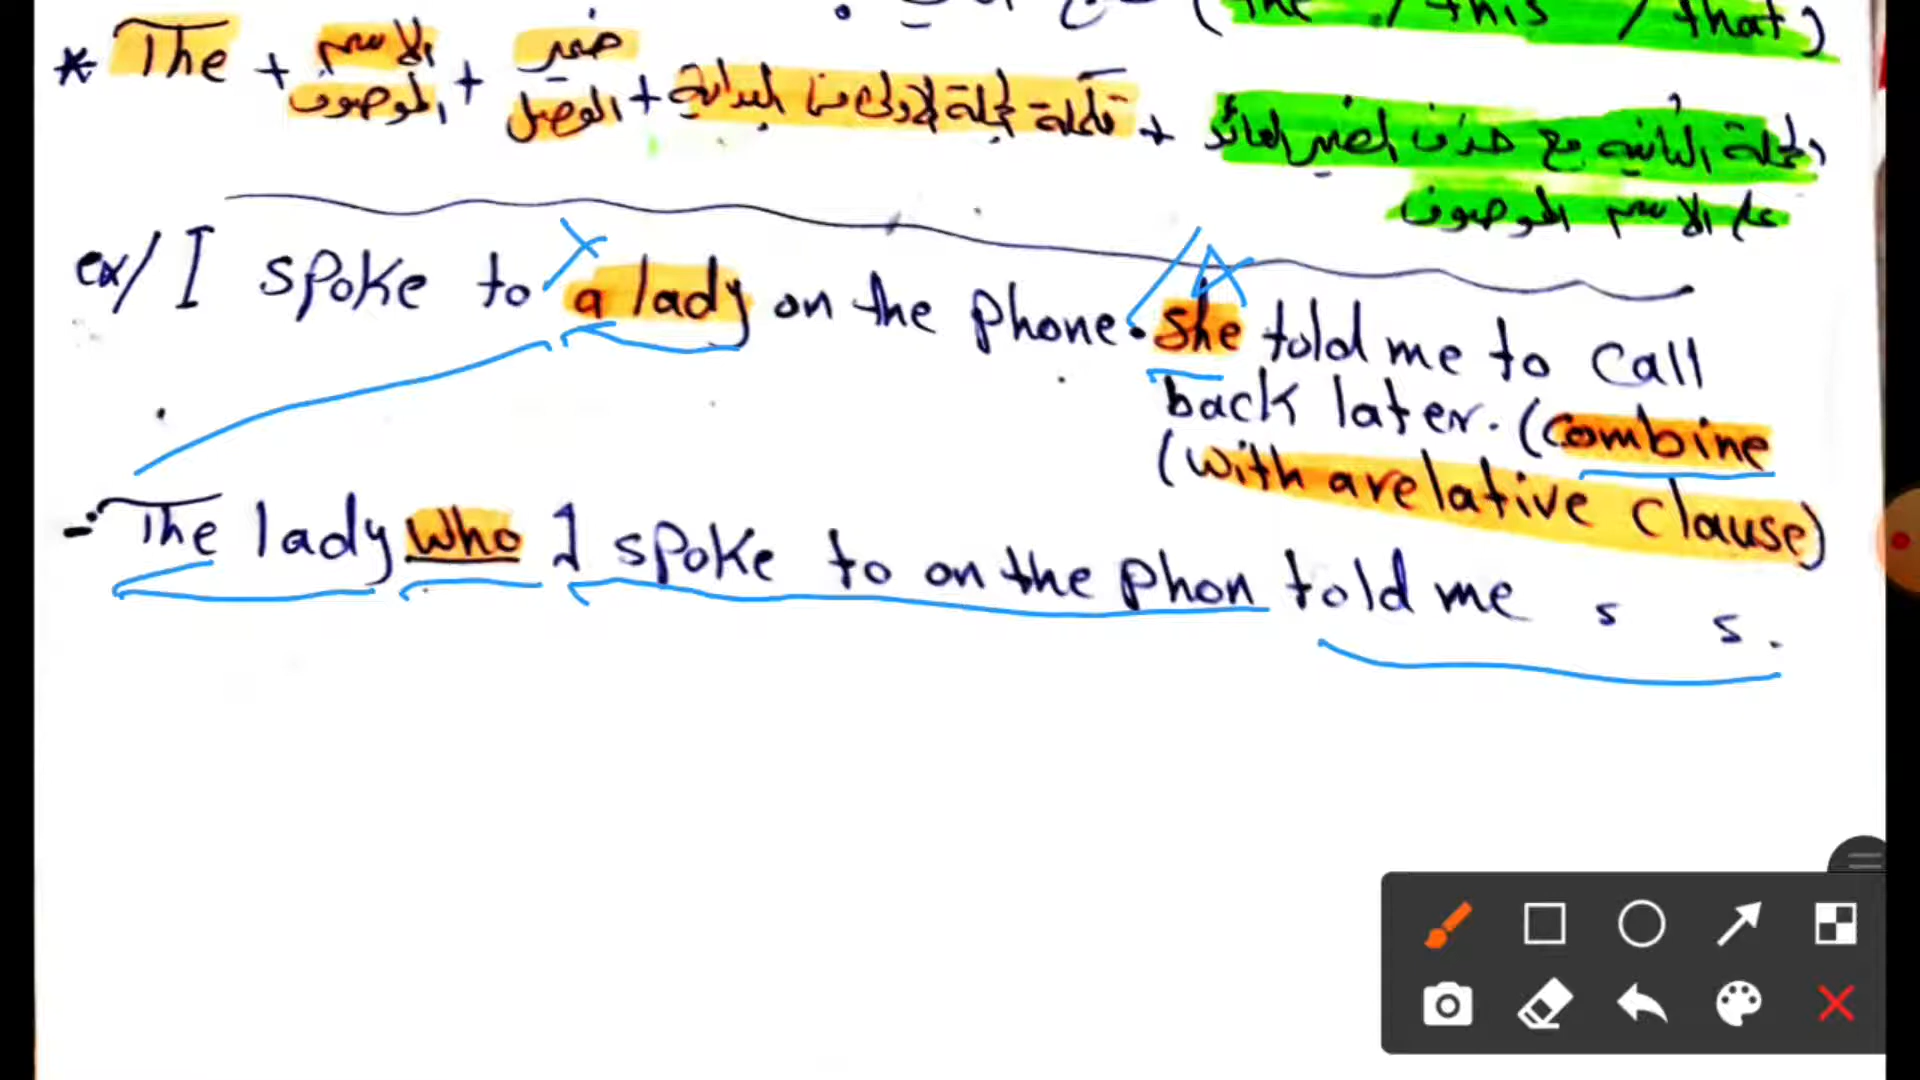 (the / this / that)
* The + الاسم الموصوف + ضمير الوصل + تكملة الجملة الاولى من البداية + الجملة الثانية مع حذف الضمير العائد
على الاسم الموصوف
ex/ I spoke to a lady on the phone. She told me to call
back later. (combine
(with a relative clause)
- The lady who I spoke to on the phon told me s s.